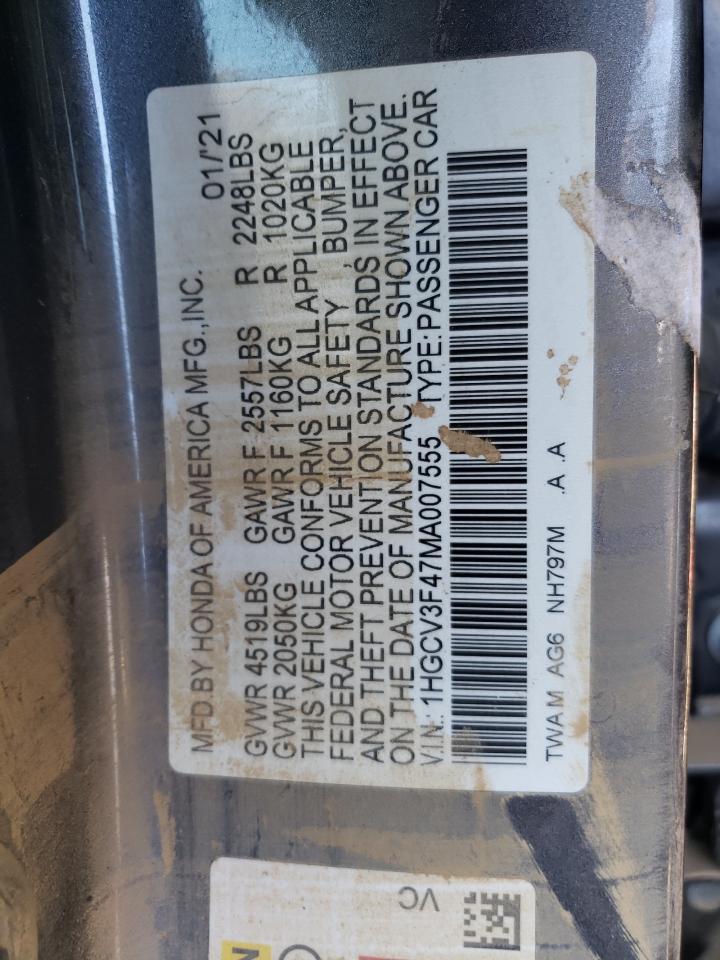 MFD.BY HONDA OF AMERICA MFG.,INC. 01/'21
GVWR 4519LBS GAWR F 2557LBS R 2248LBS
GVWR 2050KG GAWR F 1160KG R 1020KG
THIS VEHICLE CONFORMS TO ALL APPLICABLE
FEDERAL MOTOR VEHICLE SAFETY , BUMPER,
AND THEFT PREVENTION STANDARDS IN EFFECT
ON THE DATE OF MANUFACTURE SHOWN ABOVE.
V.I.N.: 1HGCV3F47MA007555 TYPE:PASSENGER CAR
TWA M AG6 NH797M .A .A
VC